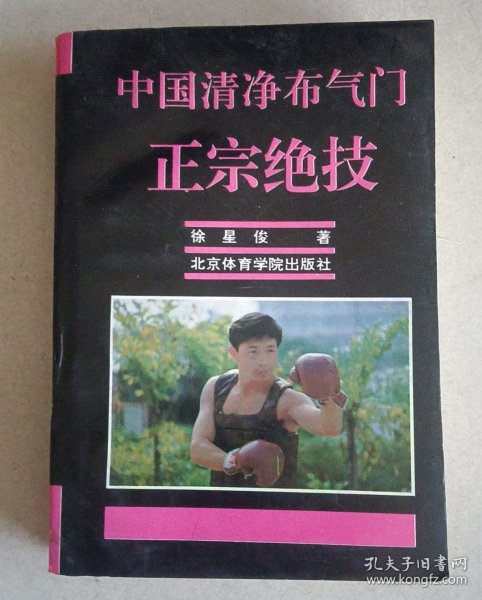 中国清净布气门
正宗绝技
徐星俊 著
北京体育学院出版社
孔夫子旧书网
www.kongfz.com